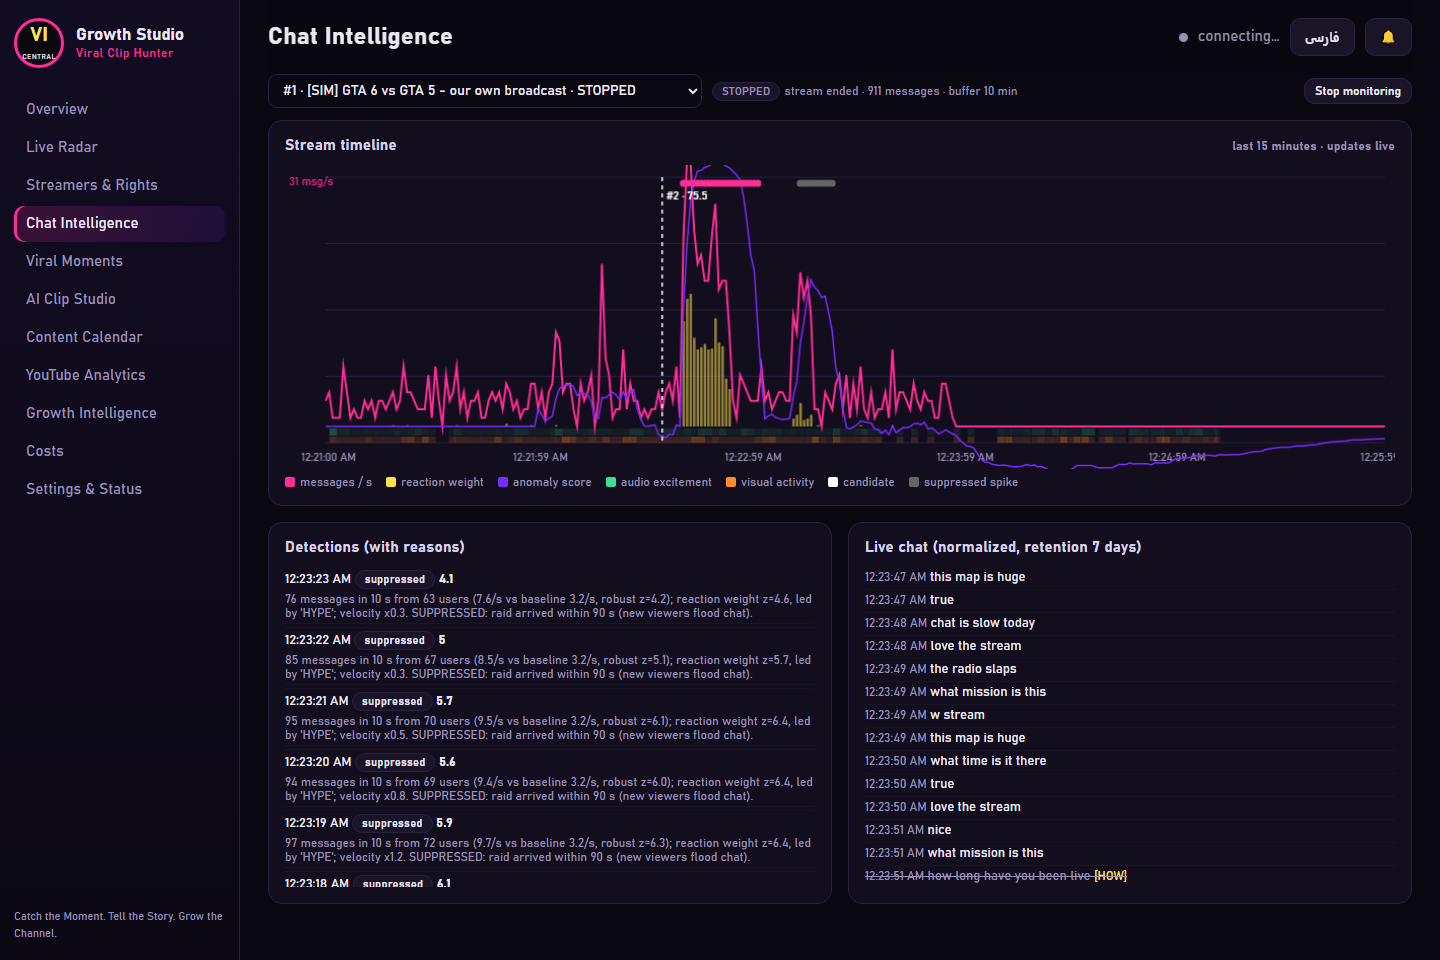 VI
CENTRAL
Growth Studio
Viral Clip Hunter
Overview
Live Radar
Streamers & Rights
Chat Intelligence
Viral Moments
AI Clip Studio
Content Calendar
YouTube Analytics
Growth Intelligence
Costs
Settings & Status
Catch the Moment. Tell the Story. Grow the
Channel.
Chat Intelligence
connecting…
فارسی
#1 · [SIM] GTA 6 vs GTA 5 - our own broadcast · STOPPED
STOPPED stream ended · 911 messages · buffer 10 min
Stop monitoring
Stream timeline
last 15 minutes · updates live
31 msg/s
#2 · 75.5
12:21:00 AM 12:21:59 AM 12:22:59 AM 12:23:59 AM 12:24:59 AM 12:25:59
messages / s reaction weight anomaly score audio excitement visual activity candidate suppressed spike
Detections (with reasons)
12:23:23 AM suppressed 4.1
76 messages in 10 s from 63 users (7.6/s vs baseline 3.2/s, robust z=4.2); reaction weight z=4.6, led
by 'HYPE'; velocity x0.3. SUPPRESSED: raid arrived within 90 s (new viewers flood chat).
12:23:22 AM suppressed 5
85 messages in 10 s from 67 users (8.5/s vs baseline 3.2/s, robust z=5.1); reaction weight z=5.7, led
by 'HYPE'; velocity x0.3. SUPPRESSED: raid arrived within 90 s (new viewers flood chat).
12:23:21 AM suppressed 5.7
95 messages in 10 s from 70 users (9.5/s vs baseline 3.2/s, robust z=6.1); reaction weight z=6.4, led
by 'HYPE'; velocity x0.5. SUPPRESSED: raid arrived within 90 s (new viewers flood chat).
12:23:20 AM suppressed 5.6
94 messages in 10 s from 69 users (9.4/s vs baseline 3.2/s, robust z=6.0); reaction weight z=6.4, led
by 'HYPE'; velocity x0.8. SUPPRESSED: raid arrived within 90 s (new viewers flood chat).
12:23:19 AM suppressed 5.9
97 messages in 10 s from 72 users (9.7/s vs baseline 3.2/s, robust z=6.3); reaction weight z=6.4, led
by 'HYPE'; velocity x1.2. SUPPRESSED: raid arrived within 90 s (new viewers flood chat).
12:23:18 AM suppressed 6.1
Live chat (normalized, retention 7 days)
12:23:47 AM this map is huge
12:23:47 AM true
12:23:48 AM chat is slow today
12:23:48 AM love the stream
12:23:49 AM the radio slaps
12:23:49 AM what mission is this
12:23:49 AM w stream
12:23:49 AM this map is huge
12:23:50 AM what time is it there
12:23:50 AM true
12:23:50 AM love the stream
12:23:51 AM nice
12:23:51 AM what mission is this
12:23:51 AM how long have you been live [HOW]